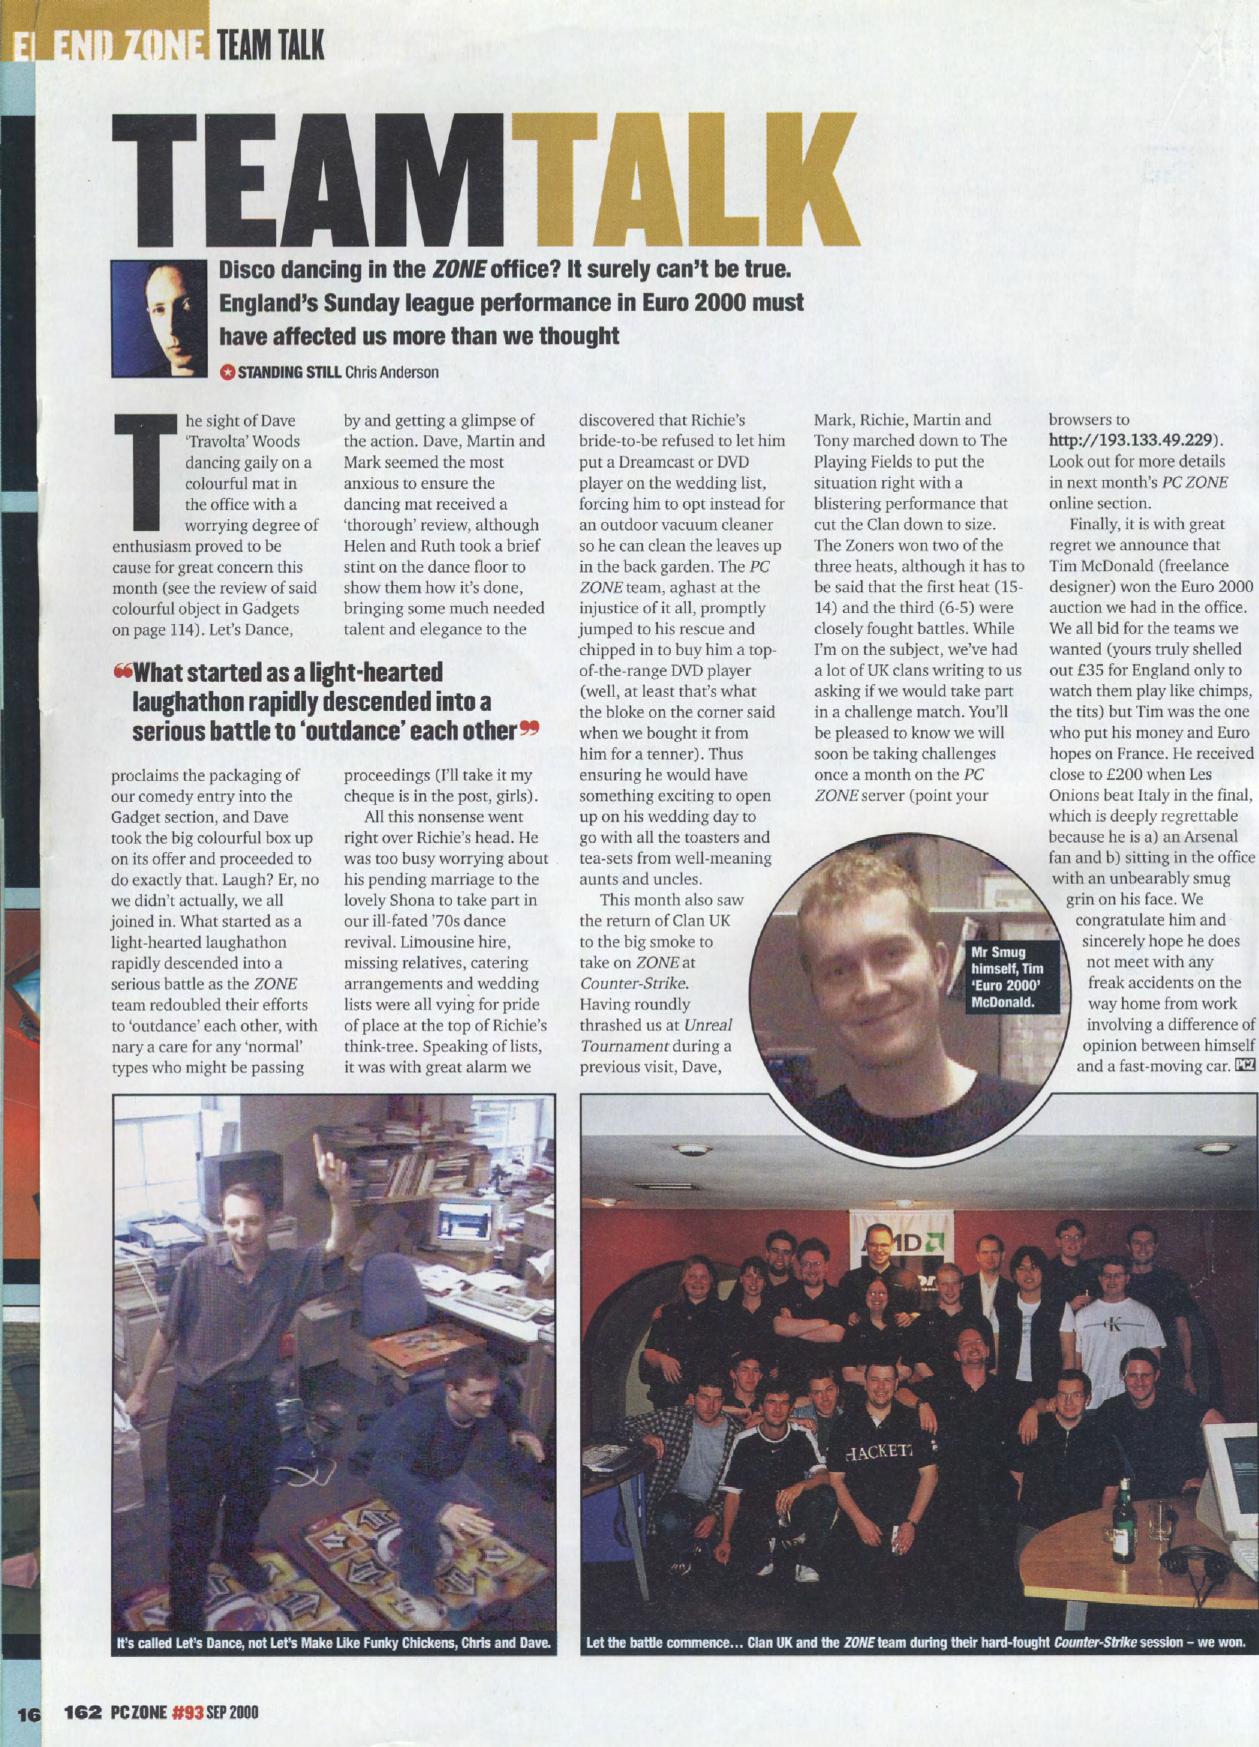 EI END ZONE TEAM TALK
TEAMTALK
Disco dancing in the ZONE office? It surely can't be true.
England's Sunday league performance in Euro 2000 must
have affected us more than we thought
STANDING STILL Chris Anderson
The sight of Dave
'Travolta' Woods
dancing gaily on a
colourful mat in
the office with a
worrying degree of
enthusiasm proved to be
cause for great concern this
month (see the review of said
colourful object in Gadgets
on page 114). Let's Dance,
“What started as a light-hearted
laughathon rapidly descended into a
serious battle to 'outdance' each other”
proclaims the packaging of
our comedy entry into the
Gadget section, and Dave
took the big colourful box up
on its offer and proceeded to
do exactly that. Laugh? Er, no
we didn't actually, we all
joined in. What started as a
light-hearted laughathon
rapidly descended into a
serious battle as the ZONE
team redoubled their efforts
to 'outdance' each other, with
nary a care for any 'normal'
types who might be passing
by and getting a glimpse of
the action. Dave, Martin and
Mark seemed the most
anxious to ensure the
dancing mat received a
'thorough' review, although
Helen and Ruth took a brief
stint on the dance floor to
show them how it's done,
bringing some much needed
talent and elegance to the
proceedings (I'll take it my
cheque is in the post, girls).
All this nonsense went
right over Richie's head. He
was too busy worrying about
his pending marriage to the
lovely Shona to take part in
our ill-fated '70s dance
revival. Limousine hire,
missing relatives, catering
arrangements and wedding
lists were all vying for pride
of place at the top of Richie's
think-tree. Speaking of lists,
it was with great alarm we
discovered that Richie's
bride-to-be refused to let him
put a Dreamcast or DVD
player on the wedding list,
forcing him to opt instead for
an outdoor vacuum cleaner
so he can clean the leaves up
in the back garden. The PC
ZONE team, aghast at the
injustice of it all, promptly
jumped to his rescue and
chipped in to buy him a top-
of-the-range DVD player
(well, at least that's what
the bloke on the corner said
when we bought it from
him for a tenner). Thus
ensuring he would have
something exciting to open
up on his wedding day to
go with all the toasters and
tea-sets from well-meaning
aunts and uncles.
This month also saw
the return of Clan UK
to the big smoke to
take on ZONE at
Counter-Strike.
Having roundly
thrashed us at Unreal
Tournament during a
previous visit, Dave,
Mark, Richie, Martin and
Tony marched down to The
Playing Fields to put the
situation right with a
blistering performance that
cut the Clan down to size.
The Zoners won two of the
three heats, although it has to
be said that the first heat (15-
14) and the third (6-5) were
closely fought battles. While
I'm on the subject, we've had
a lot of UK clans writing to us
asking if we would take part
in a challenge match. You'll
be pleased to know we will
soon be taking challenges
once a month on the PC
ZONE server (point your
browsers to
http://193.133.49.229).
Look out for more details
in next month's PC ZONE
online section.
Finally, it is with great
regret we announce that
Tim McDonald (freelance
designer) won the Euro 2000
auction we had in the office.
We all bid for the teams we
wanted (yours truly shelled
out £35 for England only to
watch them play like chimps,
the tits) but Tim was the one
who put his money and Euro
hopes on France. He received
close to £200 when Les
Onions beat Italy in the final,
which is deeply regrettable
because he is a) an Arsenal
fan and b) sitting in the office
with an unbearably smug
grin on his face. We
congratulate him and
sincerely hope he does
not meet with any
freak accidents on the
way home from work
involving a difference of
opinion between himself
and a fast-moving car. PCZ
Mr Smug
himself, Tim
'Euro 2000'
McDonald.
AMD
HACKETT
CK
It's called Let's Dance, not Let's Make Like Funky Chickens, Chris and Dave.
Let the battle commence... Clan UK and the ZONE team during their hard-fought Counter-Strike session – we won.
16
162 PCZONE #93 SEP 2000